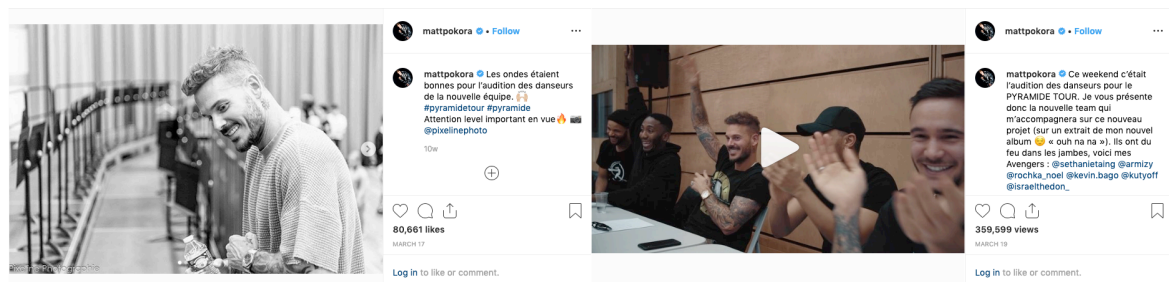 mattpokora • Follow
mattpokora Les ondes étaient
bonnes pour l'audition des danseurs
de la nouvelle équipe. 🙌🏻
#pyramidetour #pyramide
Attention level important en vue🔥 📷
@pixelinephoto
10w
80,661 likes
MARCH 17
Log in to like or comment.
Pixeline Photographie
mattpokora • Follow
mattpokora Ce weekend c'était
l'audition des danseurs pour le
PYRAMIDE TOUR. Je vous présente
donc la nouvelle team qui
m'accompagnera sur ce nouveau
projet (sur un extrait de mon nouvel
album 😉 « ouh na na »). Ils ont du
feu dans les jambes, voici mes
Avengers : @sethanietaing @armizy
@rochka_noel @kevin.bago @kutyoff
@israelthedon_
359,599 views
MARCH 19
Log in to like or comment.